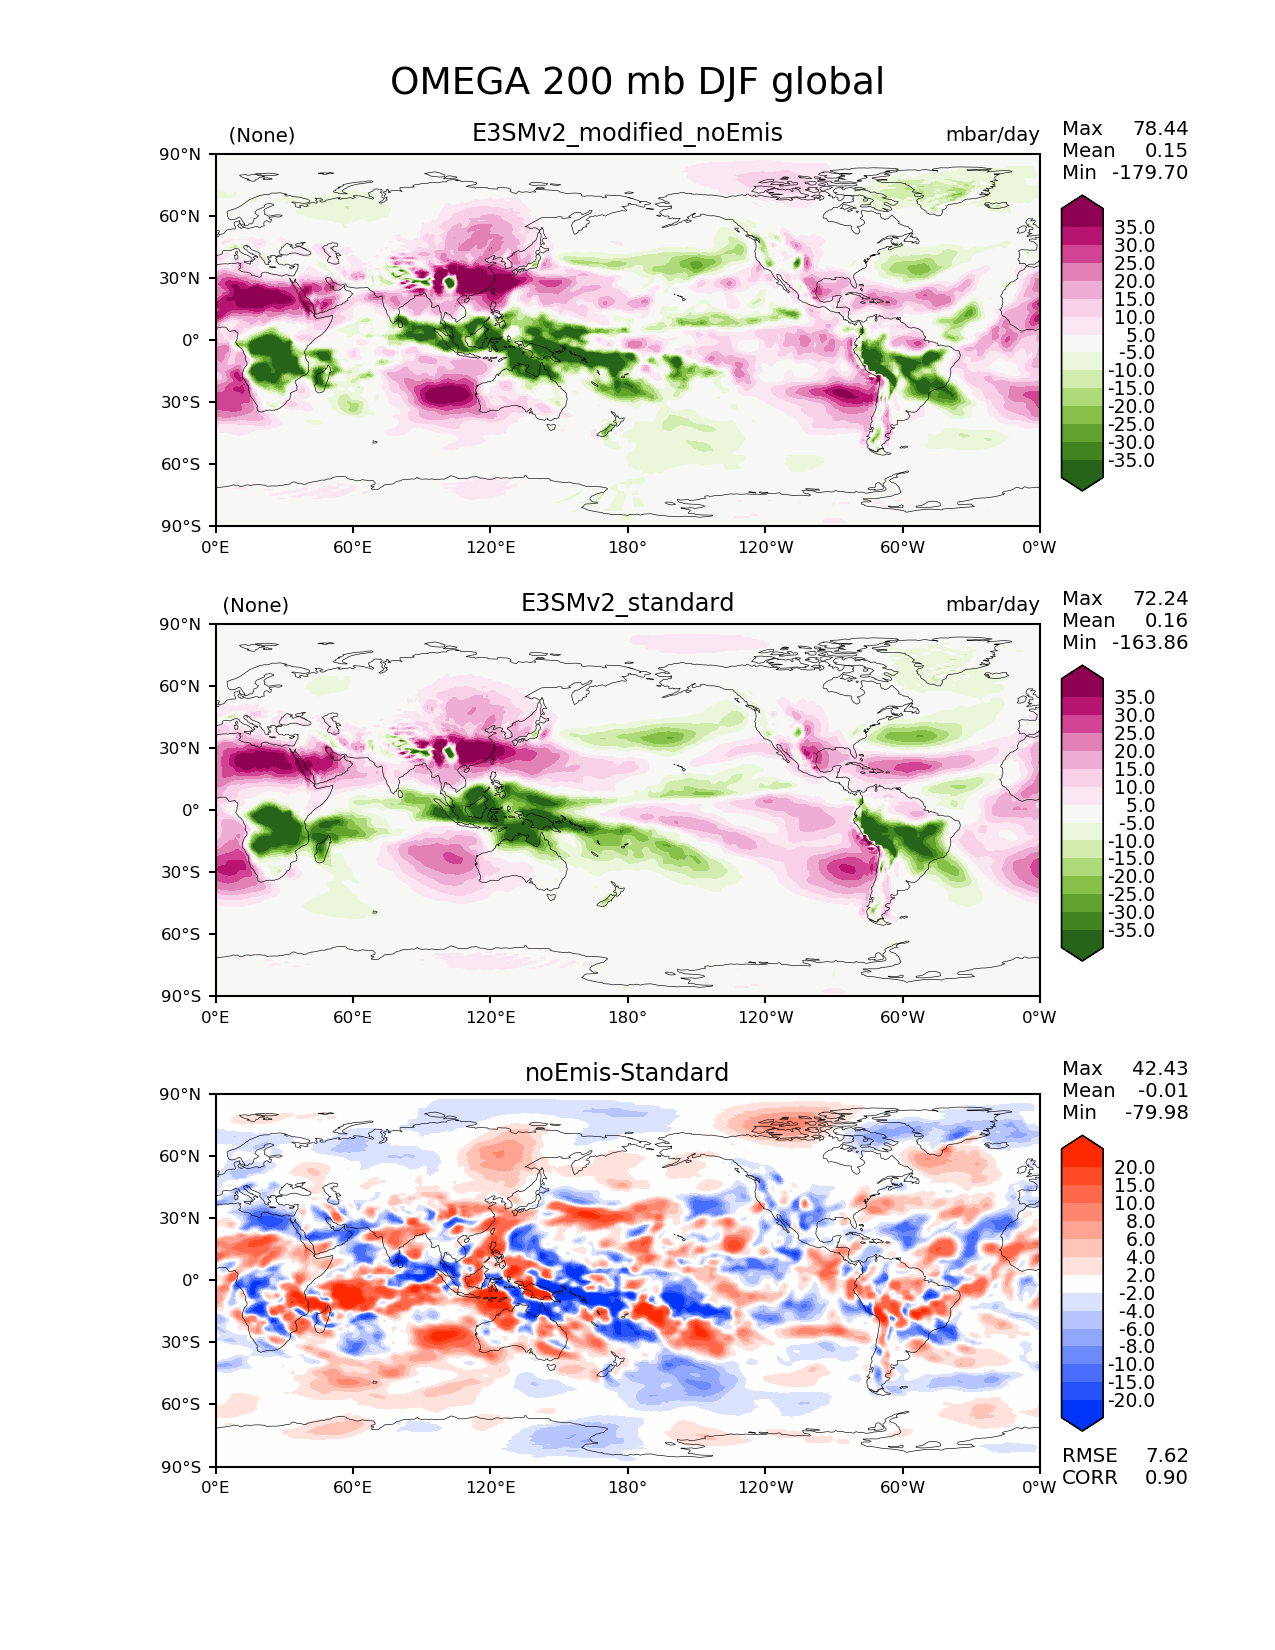 OMEGA 200 mb DJF global
(None) E3SMv2_modified_noEmis mbar/day
Max 78.44
Mean 0.15
Min -179.70
90°N
60°N
30°N
0°
30°S
60°S
90°S
0°E 60°E 120°E 180° 120°W 60°W 0°W
35.0
30.0
25.0
20.0
15.0
10.0
5.0
-5.0
-10.0
-15.0
-20.0
-25.0
-30.0
-35.0
(None) E3SMv2_standard mbar/day
Max 72.24
Mean 0.16
Min -163.86
90°N
60°N
30°N
0°
30°S
60°S
90°S
0°E 60°E 120°E 180° 120°W 60°W 0°W
35.0
30.0
25.0
20.0
15.0
10.0
5.0
-5.0
-10.0
-15.0
-20.0
-25.0
-30.0
-35.0
noEmis-Standard
Max 42.43
Mean -0.01
Min -79.98
90°N
60°N
30°N
0°
30°S
60°S
90°S
0°E 60°E 120°E 180° 120°W 60°W 0°W
20.0
15.0
10.0
8.0
6.0
4.0
2.0
-2.0
-4.0
-6.0
-8.0
-10.0
-15.0
-20.0
RMSE 7.62
CORR 0.90